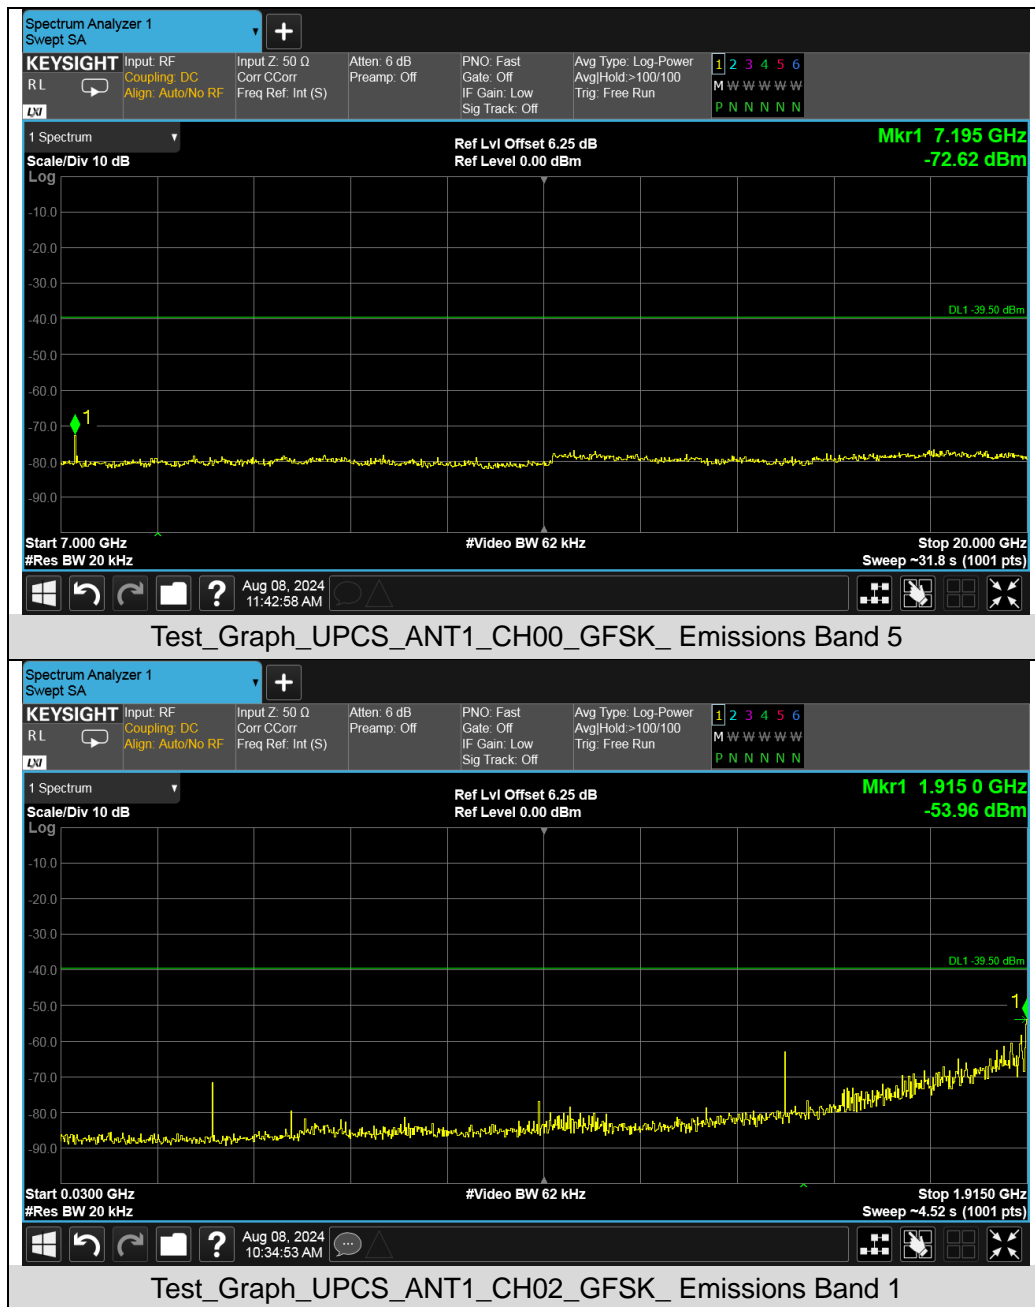 Spectrum Analyzer 1
Swept SA
+
KEYSIGHT
R L
LXI
Input: RF
Coupling: DC
Align: Auto/No RF
Input Z: 50 Ω
Corr CCorr
Freq Ref: Int (S)
Atten: 6 dB
Preamp: Off
PNO: Fast
Gate: Off
IF Gain: Low
Sig Track: Off
Avg Type: Log-Power
Avg|Hold:>100/100
Trig: Free Run
1 2 3 4 5 6
M W W W W W
P N N N N N
1 Spectrum
Scale/Div 10 dB
Ref Lvl Offset 6.25 dB
Ref Level 0.00 dBm
Mkr1 7.195 GHz
-72.62 dBm
Log
-10.0
-20.0
-30.0
-40.0
DL1 -39.50 dBm
-50.0
-60.0
-70.0
1
-80.0
-90.0
Start 7.000 GHz
#Res BW 20 kHz
#Video BW 62 kHz
Stop 20.000 GHz
Sweep ~31.8 s (1001 pts)
?
Aug 08, 2024
11:42:58 AM
Test_Graph_UPCS_ANT1_CH00_GFSK_ Emissions Band 5
Spectrum Analyzer 1
Swept SA
+
KEYSIGHT
R L
LXI
Input: RF
Coupling: DC
Align: Auto/No RF
Input Z: 50 Ω
Corr CCorr
Freq Ref: Int (S)
Atten: 6 dB
Preamp: Off
PNO: Fast
Gate: Off
IF Gain: Low
Sig Track: Off
Avg Type: Log-Power
Avg|Hold:>100/100
Trig: Free Run
1 2 3 4 5 6
M W W W W W
P N N N N N
1 Spectrum
Scale/Div 10 dB
Ref Lvl Offset 6.25 dB
Ref Level 0.00 dBm
Mkr1 1.915 0 GHz
-53.96 dBm
Log
-10.0
-20.0
-30.0
-40.0
DL1 -39.50 dBm
-50.0
1
-60.0
-70.0
-80.0
-90.0
Start 0.0300 GHz
#Res BW 20 kHz
#Video BW 62 kHz
Stop 1.9150 GHz
Sweep ~4.52 s (1001 pts)
?
Aug 08, 2024
10:34:53 AM
Test_Graph_UPCS_ANT1_CH02_GFSK_ Emissions Band 1